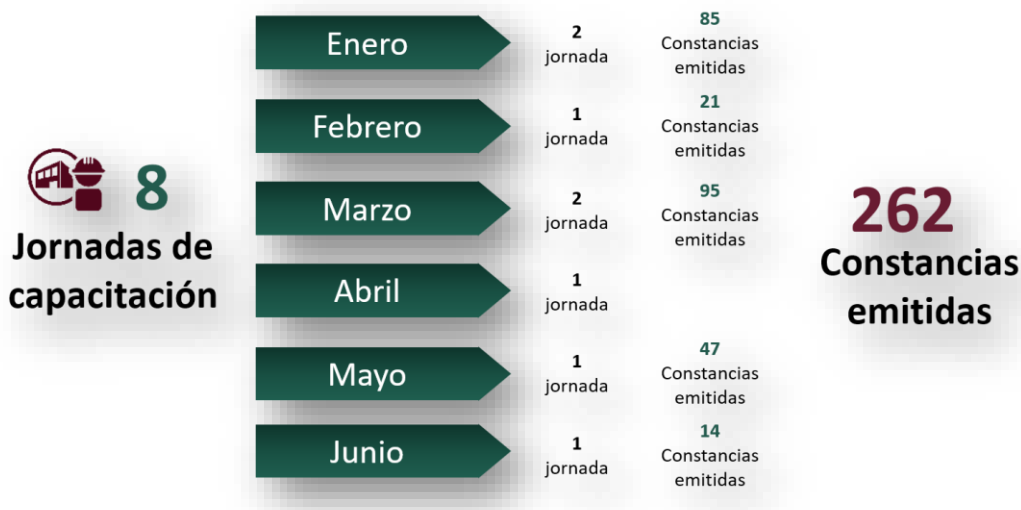 8
Jornadas de
capacitación
Enero
2
jornada
85
Constancias
emitidas
Febrero
1
jornada
21
Constancias
emitidas
Marzo
2
jornada
95
Constancias
emitidas
Abril
1
jornada
Mayo
1
jornada
47
Constancias
emitidas
Junio
1
jornada
14
Constancias
emitidas
262
Constancias
emitidas